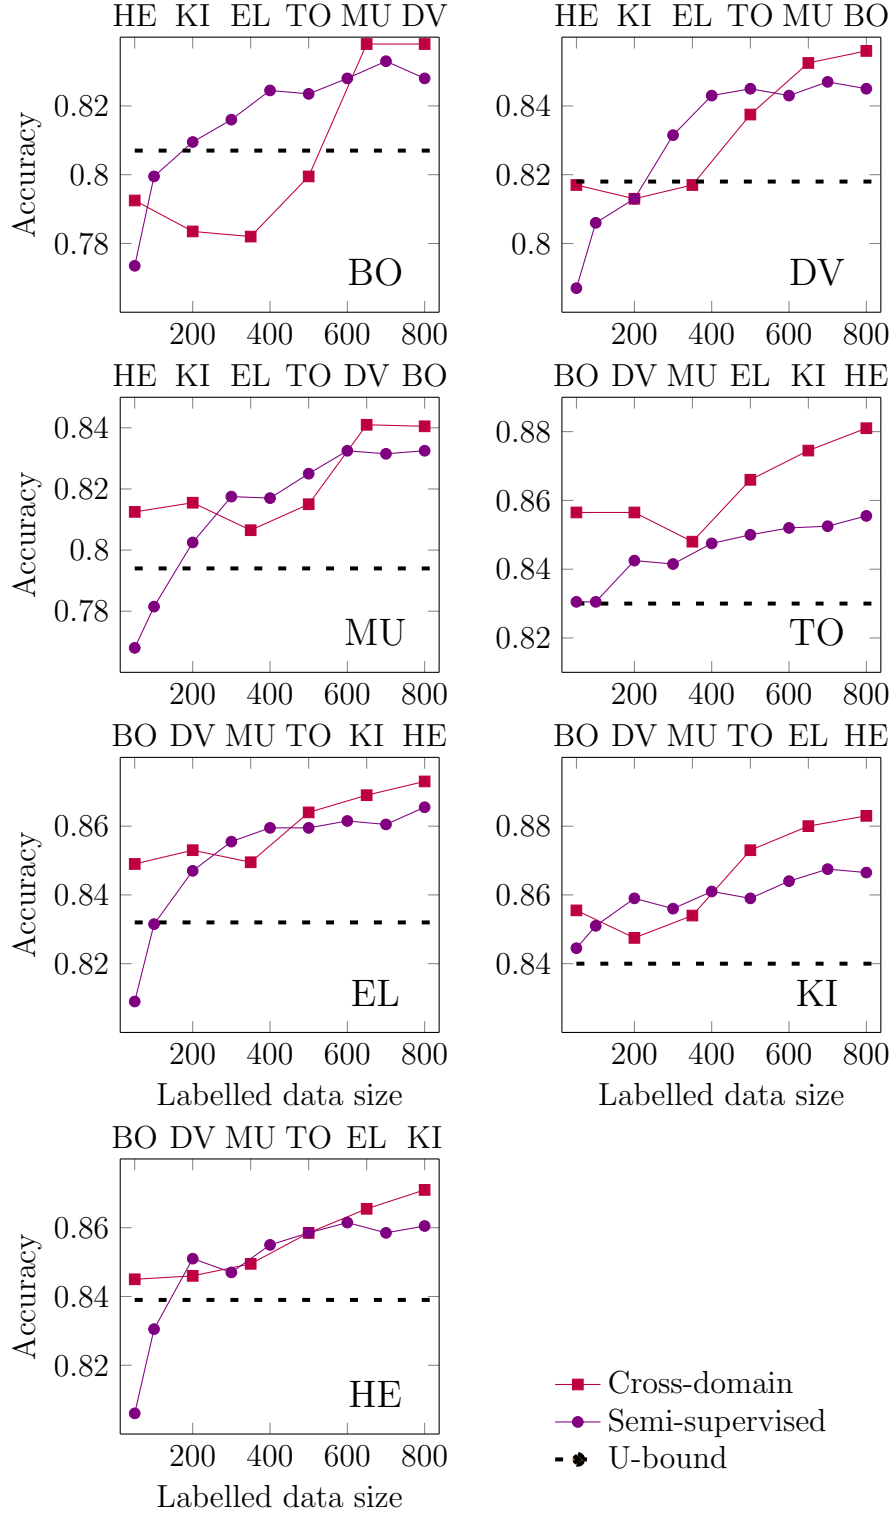 HE KI EL TO MU DV
Accuracy
0.82
0.8
0.78
BO
200 400 600 800
HE KI EL TO MU BO
0.84
0.82
0.8
DV
200 400 600 800
HE KI EL TO DV BO
Accuracy
0.84
0.82
0.8
0.78
MU
200 400 600 800
BO DV MU EL KI HE
0.88
0.86
0.84
0.82
TO
200 400 600 800
BO DV MU TO KI HE
Accuracy
0.86
0.84
0.82
EL
200 400 600 800
Labelled data size
BO DV MU TO EL HE
0.88
0.86
0.84
KI
200 400 600 800
Labelled data size
BO DV MU TO EL KI
Accuracy
0.86
0.84
0.82
HE
200 400 600 800
Labelled data size
Cross-domain
Semi-supervised
U-bound